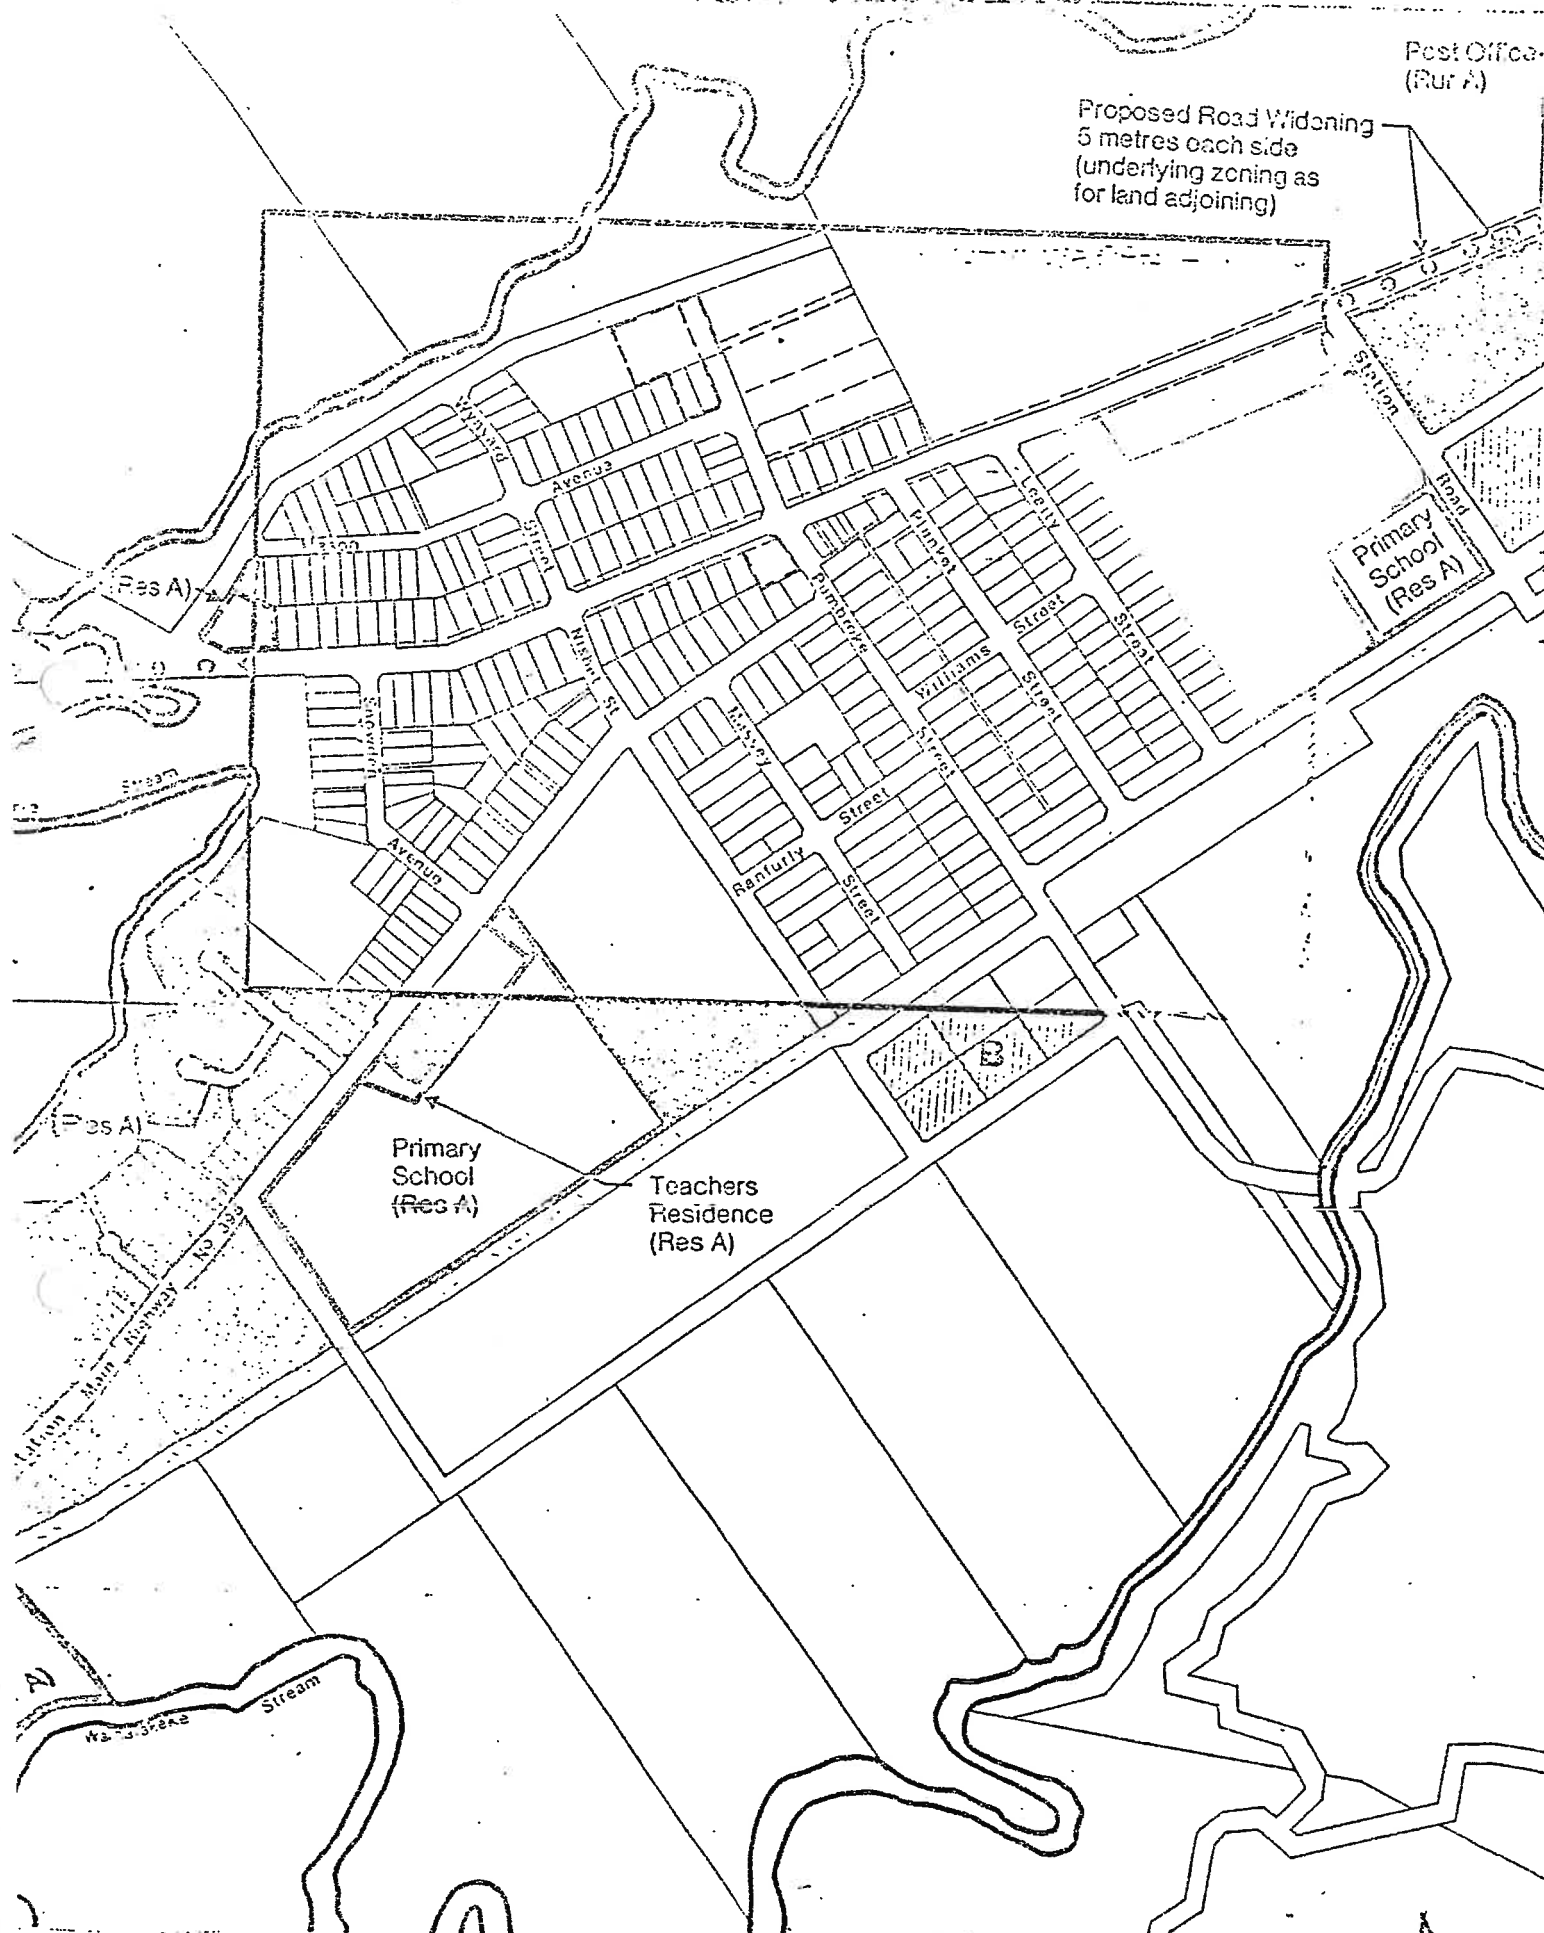 Post Office
(Rur A)
Proposed Road Widening
5 metres each side
(underlying zoning as
for land adjoining)
Station
Road
Primary
School
(Res A)
Avenue
Street
(Res A)
Plunket
Street
Street
Street
Williams
Street
Pembroke
Street
Massey
Street
Ranfurly
Street
Nisbet St
Avenue
Stream
B
(Res A)
Primary
School
(Res A)
Teachers
Residence
(Res A)
Main Highway No
Stream